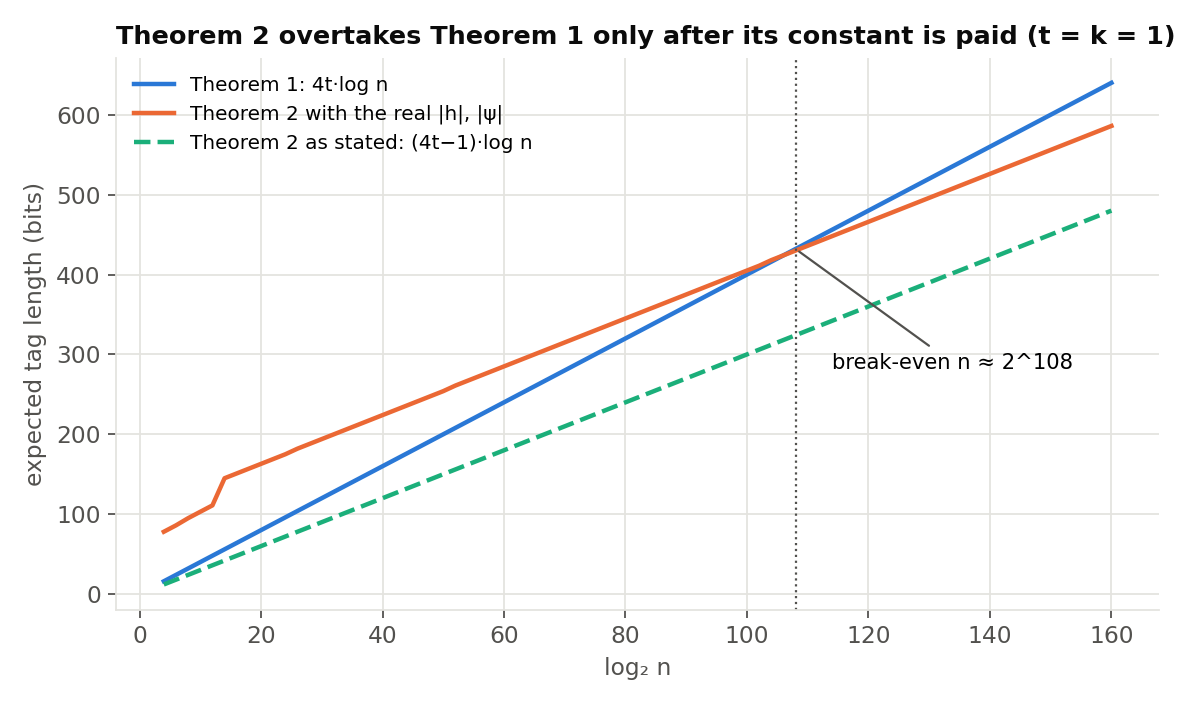 Theorem 2 overtakes Theorem 1 only after its constant is paid (t = k = 1)
Theorem 1: 4t·log n
Theorem 2 with the real |h|, |ψ|
Theorem 2 as stated: (4t−1)·log n
expected tag length (bits)
600
500
400
300
200
100
0
break-even n ≈ 2^108
0 20 40 60 80 100 120 140 160
log₂ n